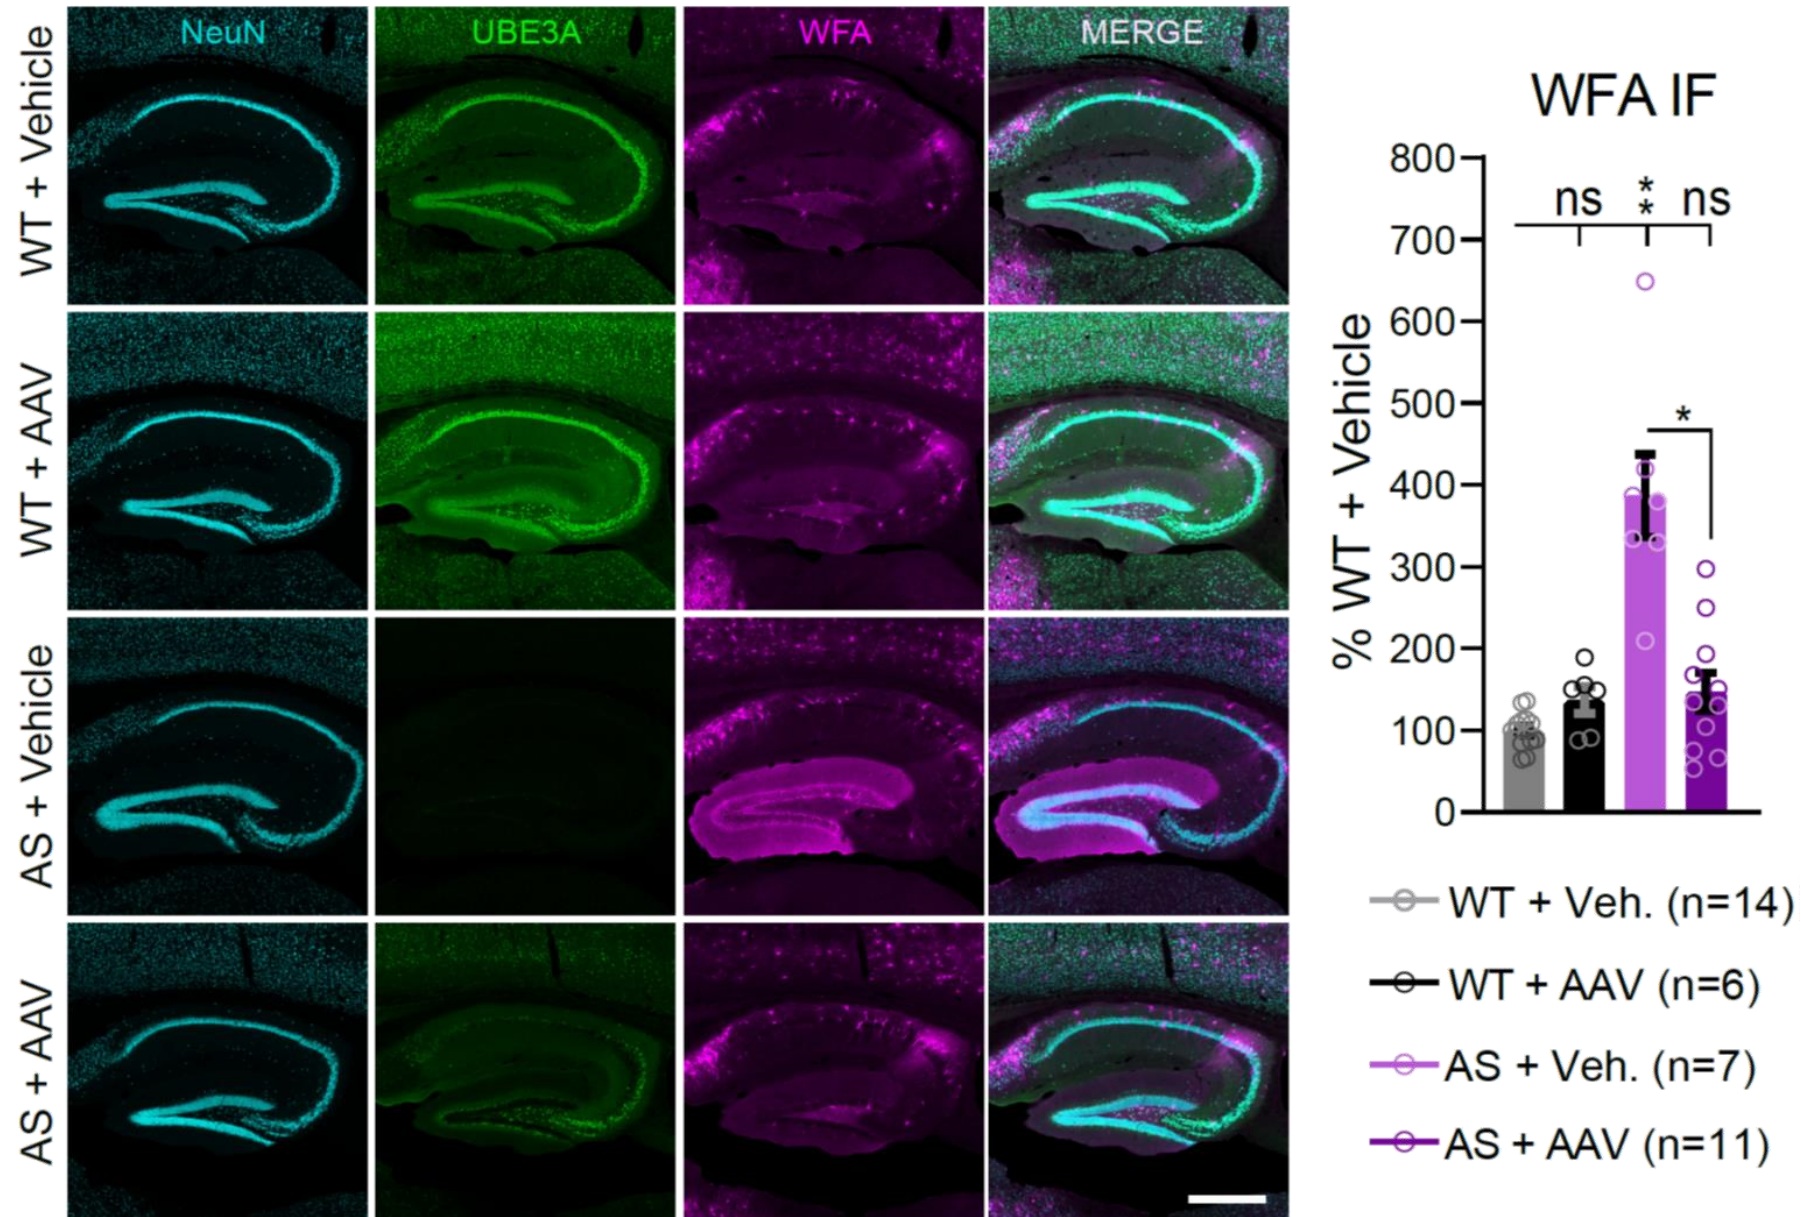 NeuN
UBE3A
WFA
MERGE
WT + Vehicle
WT + AAV
AS + Vehicle
AS + AAV
WFA IF
% WT + Vehicle
800
700
600
500
400
300
200
100
0
ns
**
ns
*
WT + Veh. (n=14)
WT + AAV (n=6)
AS + Veh. (n=7)
AS + AAV (n=11)